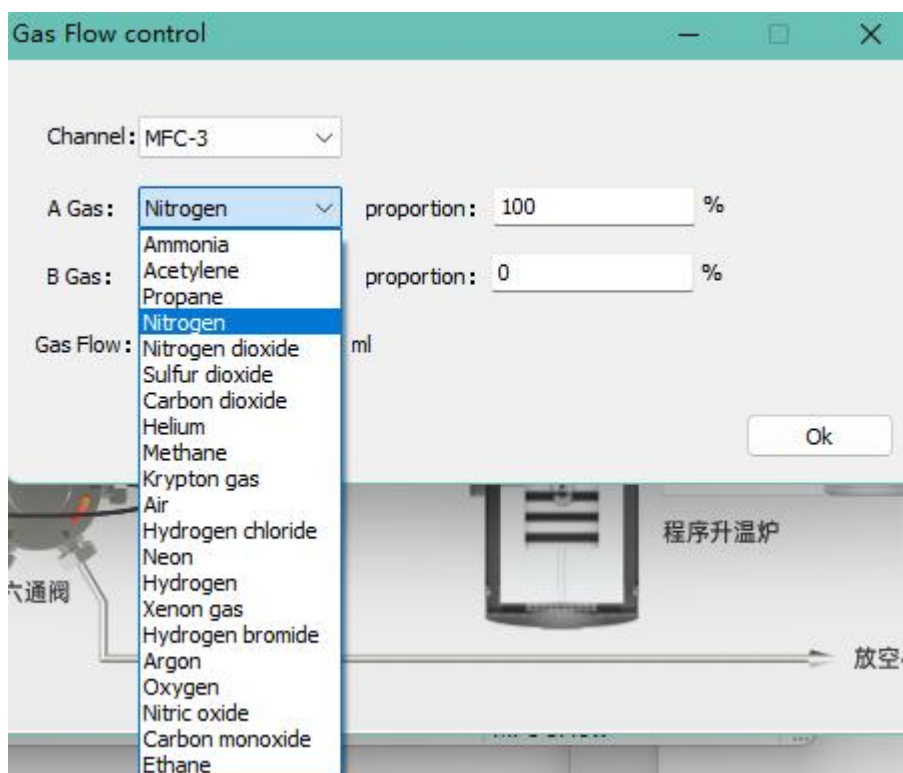 Gas Flow control
Channel: MFC-3
A Gas: Nitrogen proportion: 100 %
Ammonia
B Gas: Acetylene proportion: 0 %
Propane
Nitrogen
Gas Flow: Nitrogen dioxide ml
Sulfur dioxide
Carbon dioxide
Helium
Ok
Methane
Krypton gas
Air
Hydrogen chloride
程序升温炉
Neon
六通阀
Hydrogen
Xenon gas
Hydrogen bromide
Argon
放空
Oxygen
Nitric oxide
Carbon monoxide
Ethane